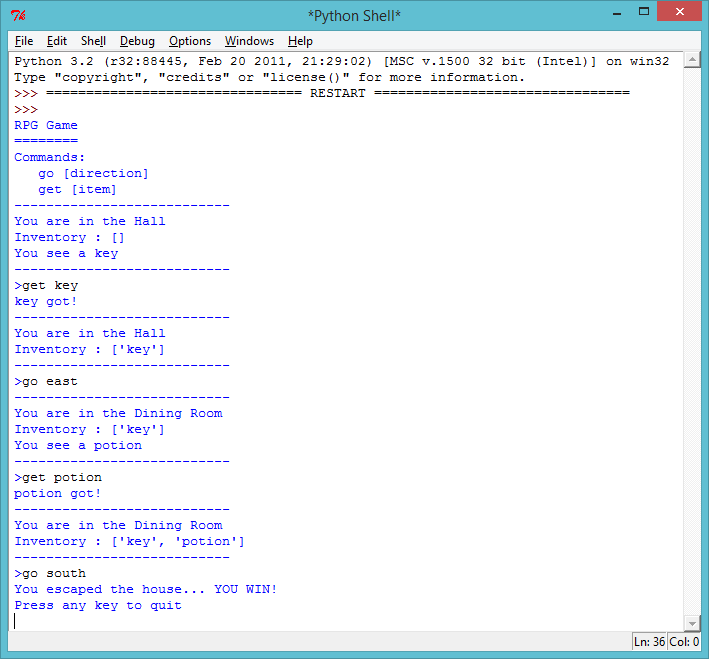 *Python Shell*
File Edit Shell Debug Options Windows Help
Python 3.2 (r32:88445, Feb 20 2011, 21:29:02) [MSC v.1500 32 bit (Intel)] on win32
Type "copyright", "credits" or "license()" for more information.
>>> ================================ RESTART ================================
>>>
RPG Game
========
Commands:
   go [direction]
   get [item]
---------------------------
You are in the Hall
Inventory : []
You see a key
---------------------------
>get key
key got!
---------------------------
You are in the Hall
Inventory : ['key']
---------------------------
>go east
---------------------------
You are in the Dining Room
Inventory : ['key']
You see a potion
---------------------------
>get potion
potion got!
---------------------------
You are in the Dining Room
Inventory : ['key', 'potion']
---------------------------
>go south
You escaped the house... YOU WIN!
Press any key to quit
Ln: 36 Col: 0